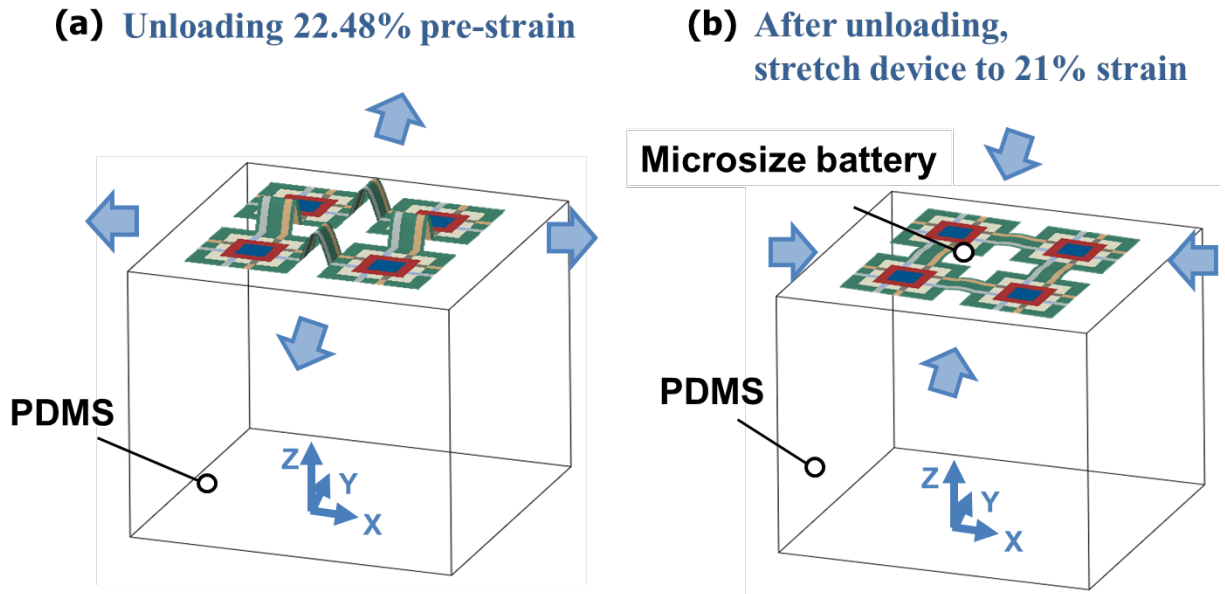 (a) Unloading 22.48% pre-strain
PDMS
Z
Y
X
(b) After unloading,
stretch device to 21% strain
Microsize battery
PDMS
Z
Y
X